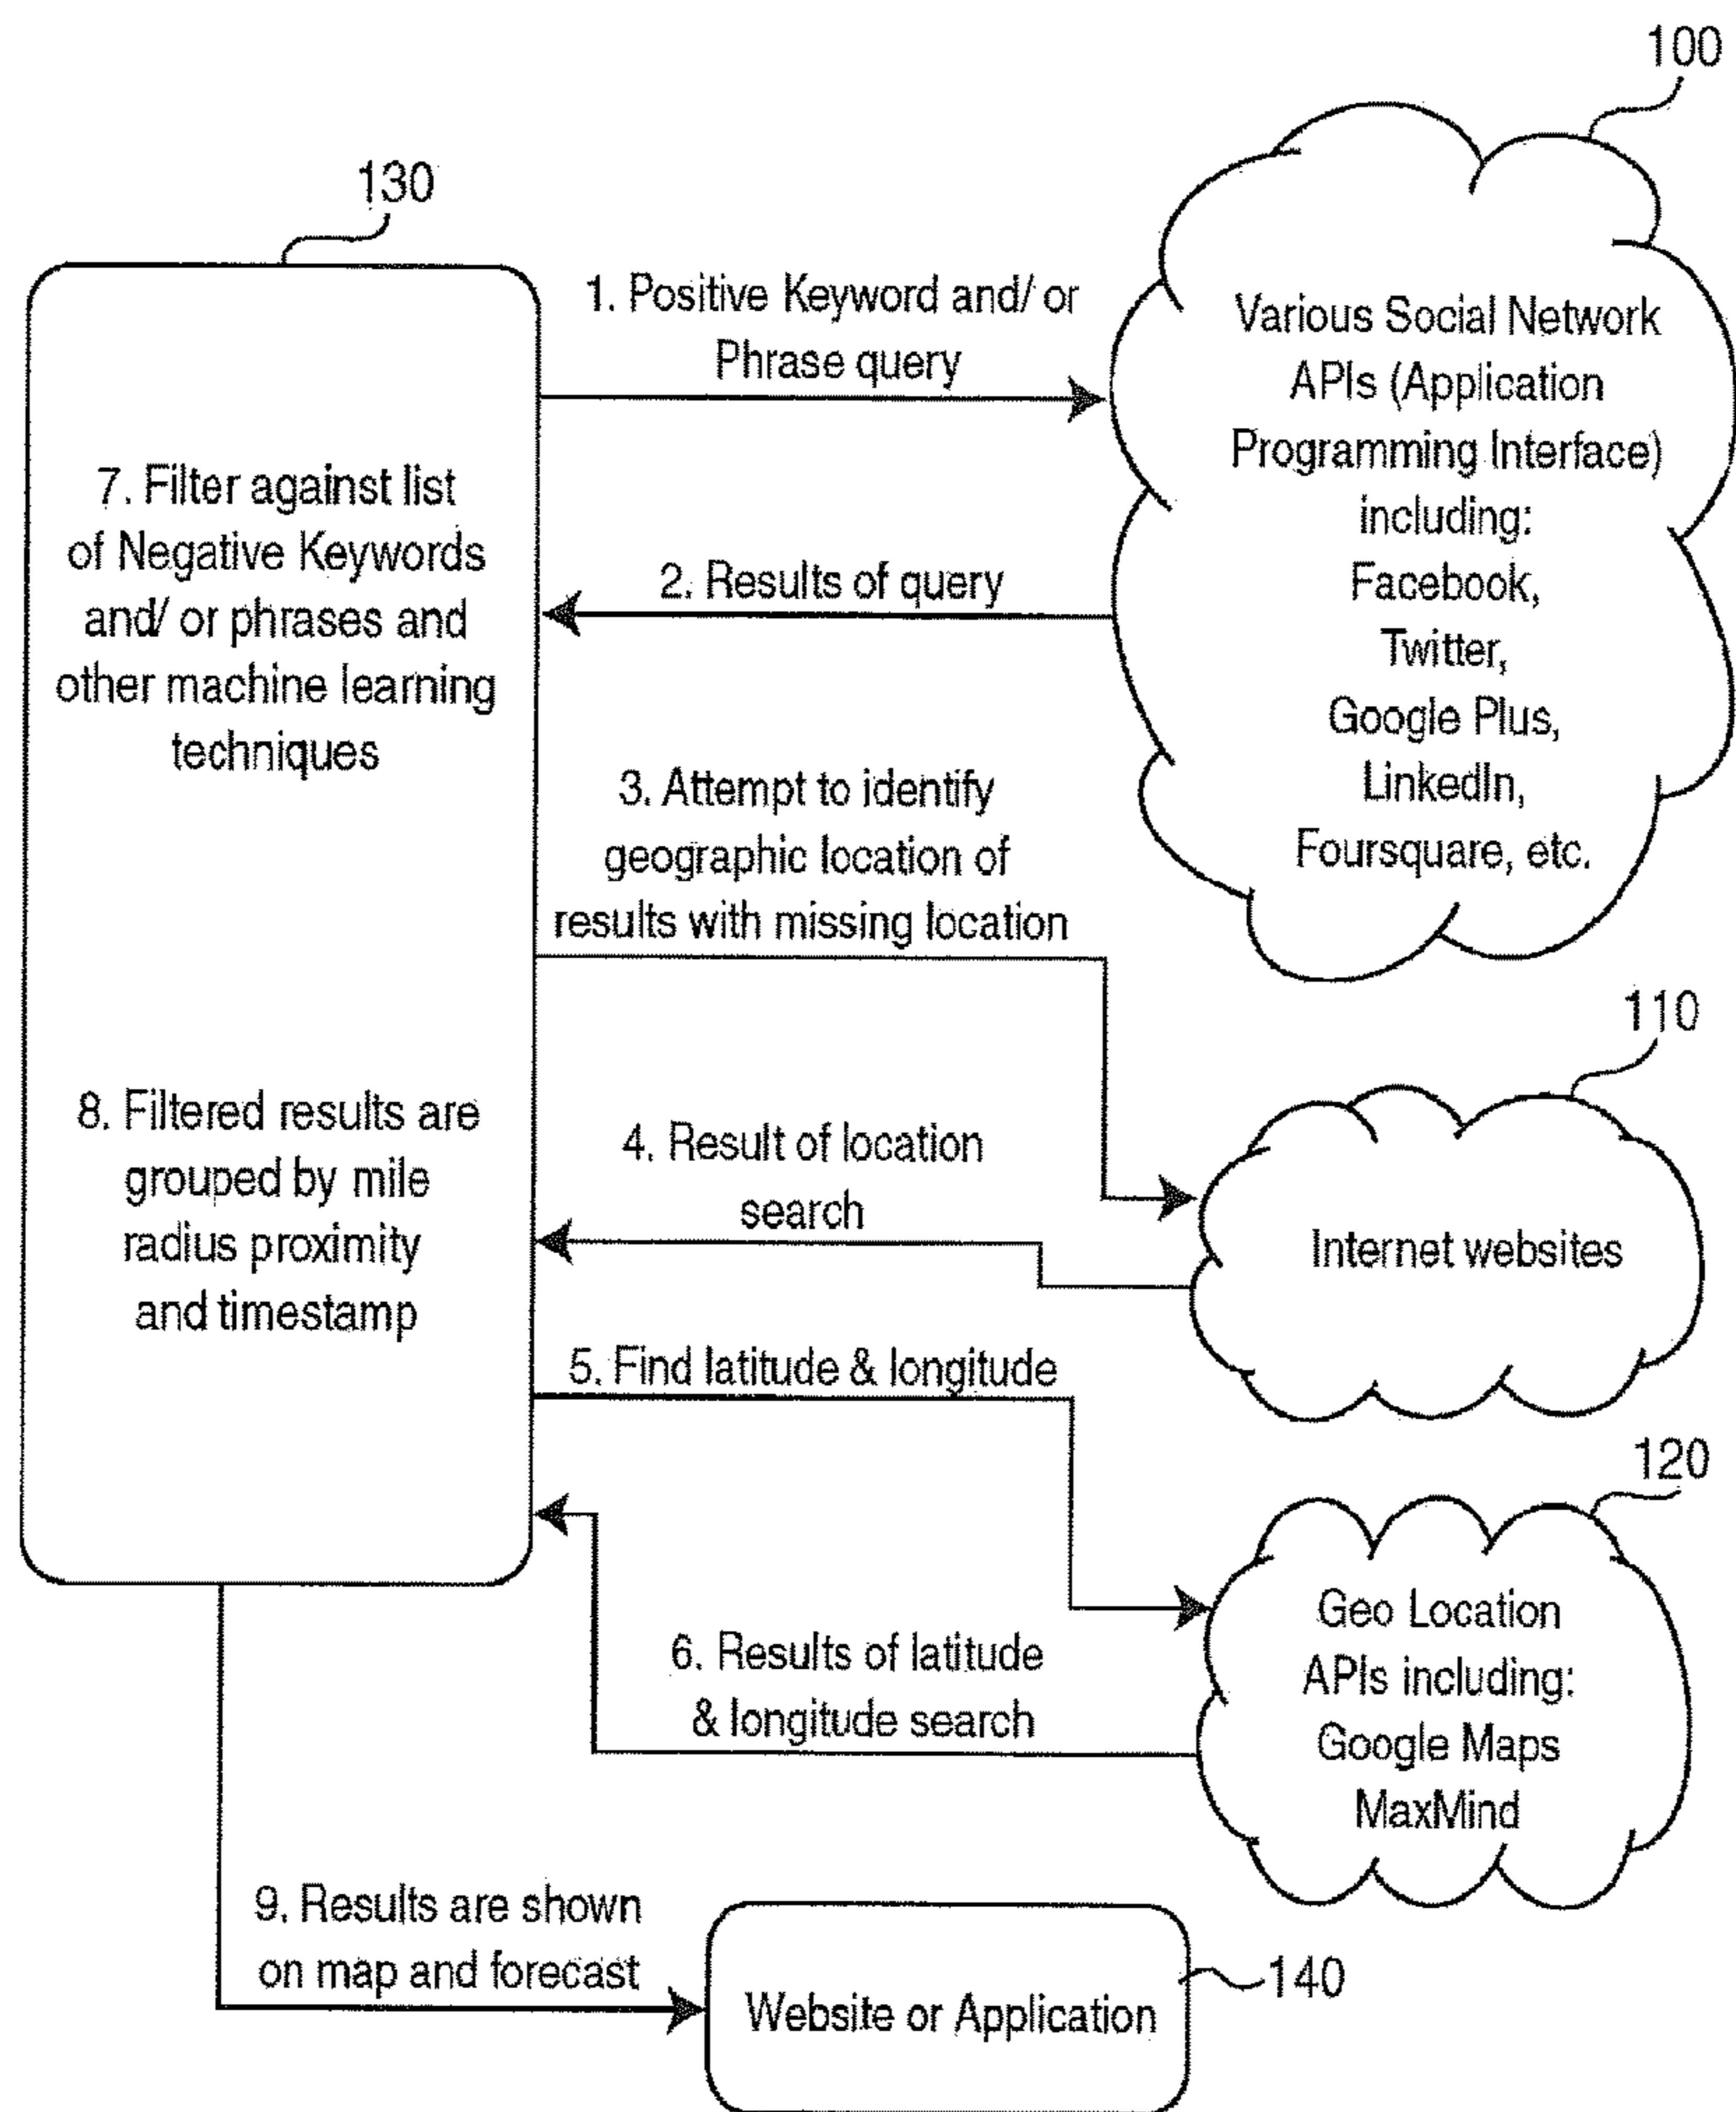 100
130
1. Positive Keyword and/ or
Phrase query
Various Social Network
APIs (Application
Programming Interface)
including:
Facebook,
Twitter,
Google Plus,
LinkedIn,
Foursquare, etc.
7. Filter against list
of Negative Keywords
and/ or phrases and
other machine learning
techniques
2. Results of query
3. Attempt to identify
geographic location of
results with missing location
110
8. Filtered results are
grouped by mile
radius proximity
and timestamp
4. Result of location
search
Internet websites
5. Find latitude & longitude
120
Geo Location
APIs including:
Google Maps
MaxMind
6. Results of latitude
& longitude search
9. Results are shown
on map and forecast
140
Website or Application